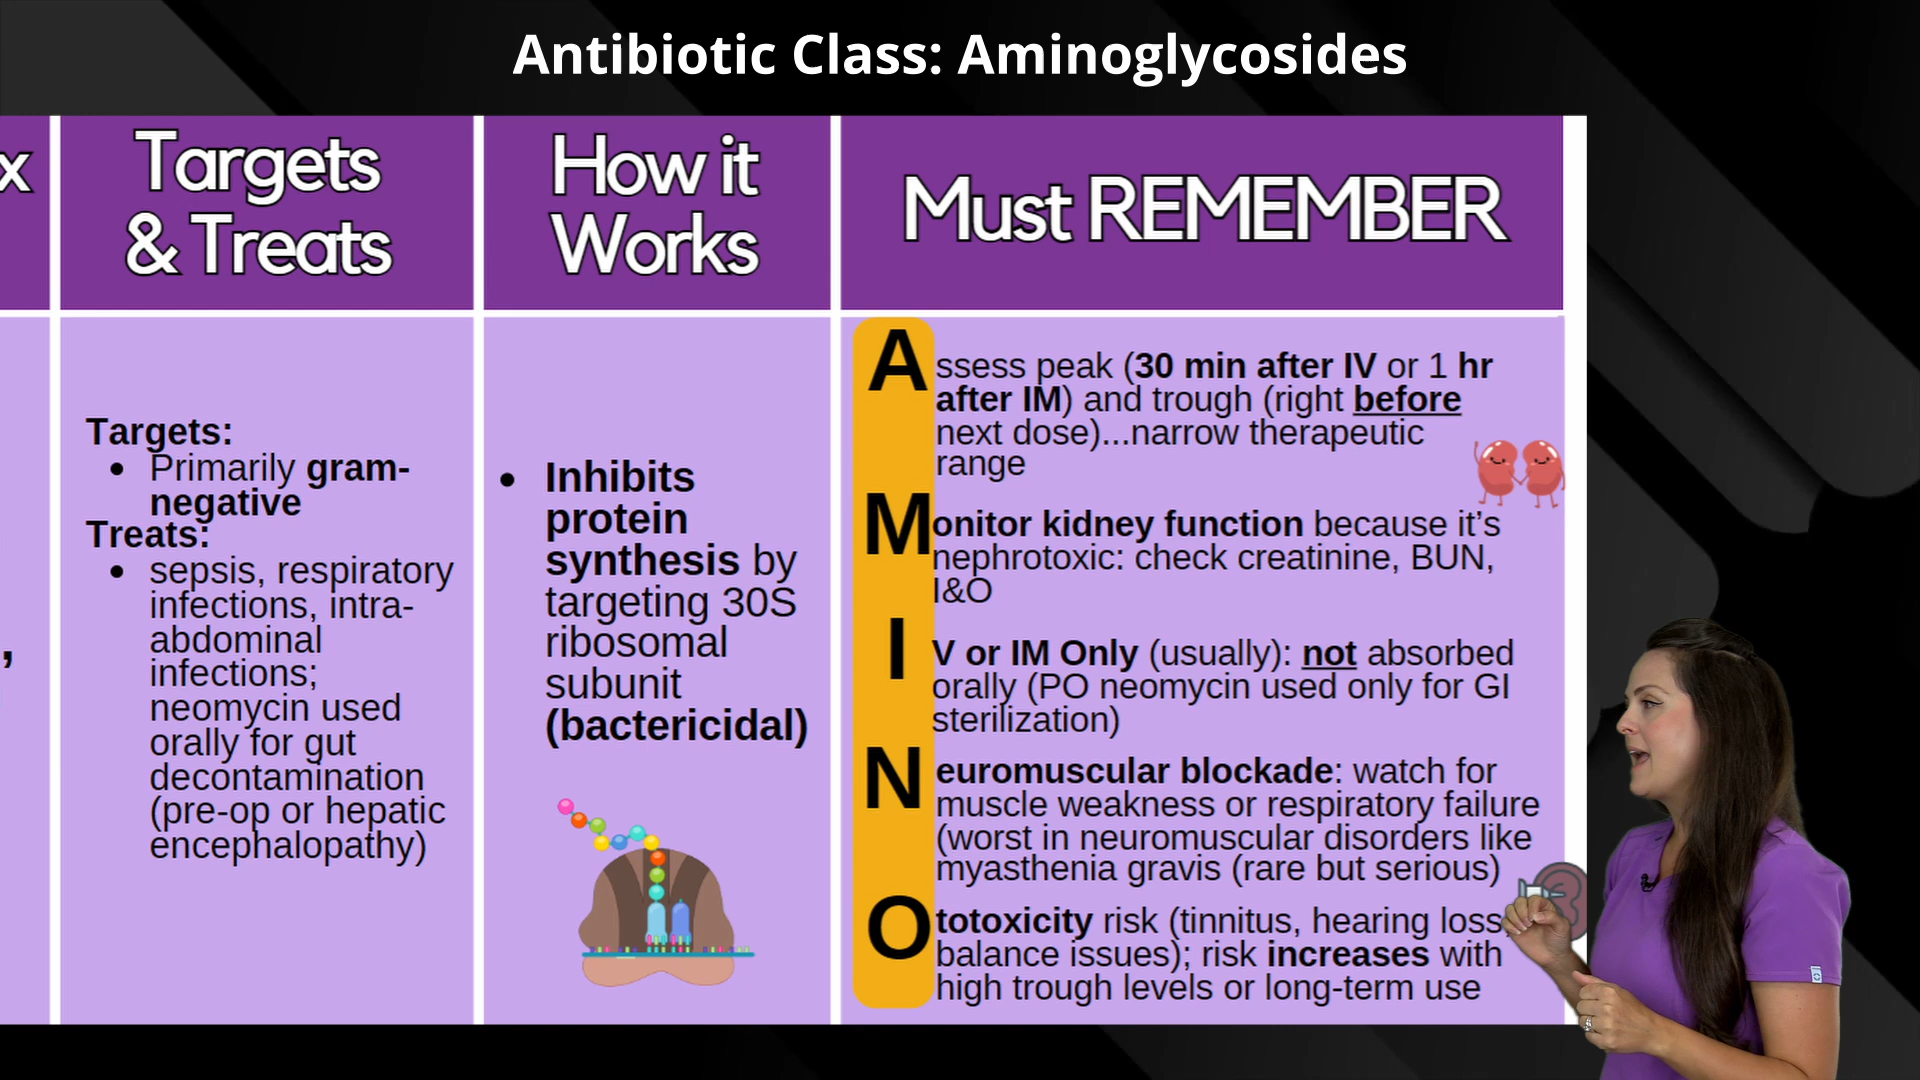 Antibiotic Class: Aminoglycosides
x
Targets
& Treats
How it
Works
Must REMEMBER
,
Targets:
• Primarily gram-
negative
Treats:
• sepsis, respiratory
infections, intra-
abdominal
infections;
neomycin used
orally for gut
decontamination
(pre-op or hepatic
encephalopathy)
• Inhibits
protein
synthesis by
targeting 30S
ribosomal
subunit
(bactericidal)
Assess peak (30 min after IV or 1 hr
after IM) and trough (right before
next dose)...narrow therapeutic
range
Monitor kidney function because it's
nephrotoxic: check creatinine, BUN,
I&O
IV or IM Only (usually): not absorbed
orally (PO neomycin used only for GI
sterilization)
Neuromuscular blockade: watch for
muscle weakness or respiratory failure
(worst in neuromuscular disorders like
myasthenia gravis (rare but serious)
Ototoxicity risk (tinnitus, hearing loss,
balance issues); risk increases with
high trough levels or long-term use